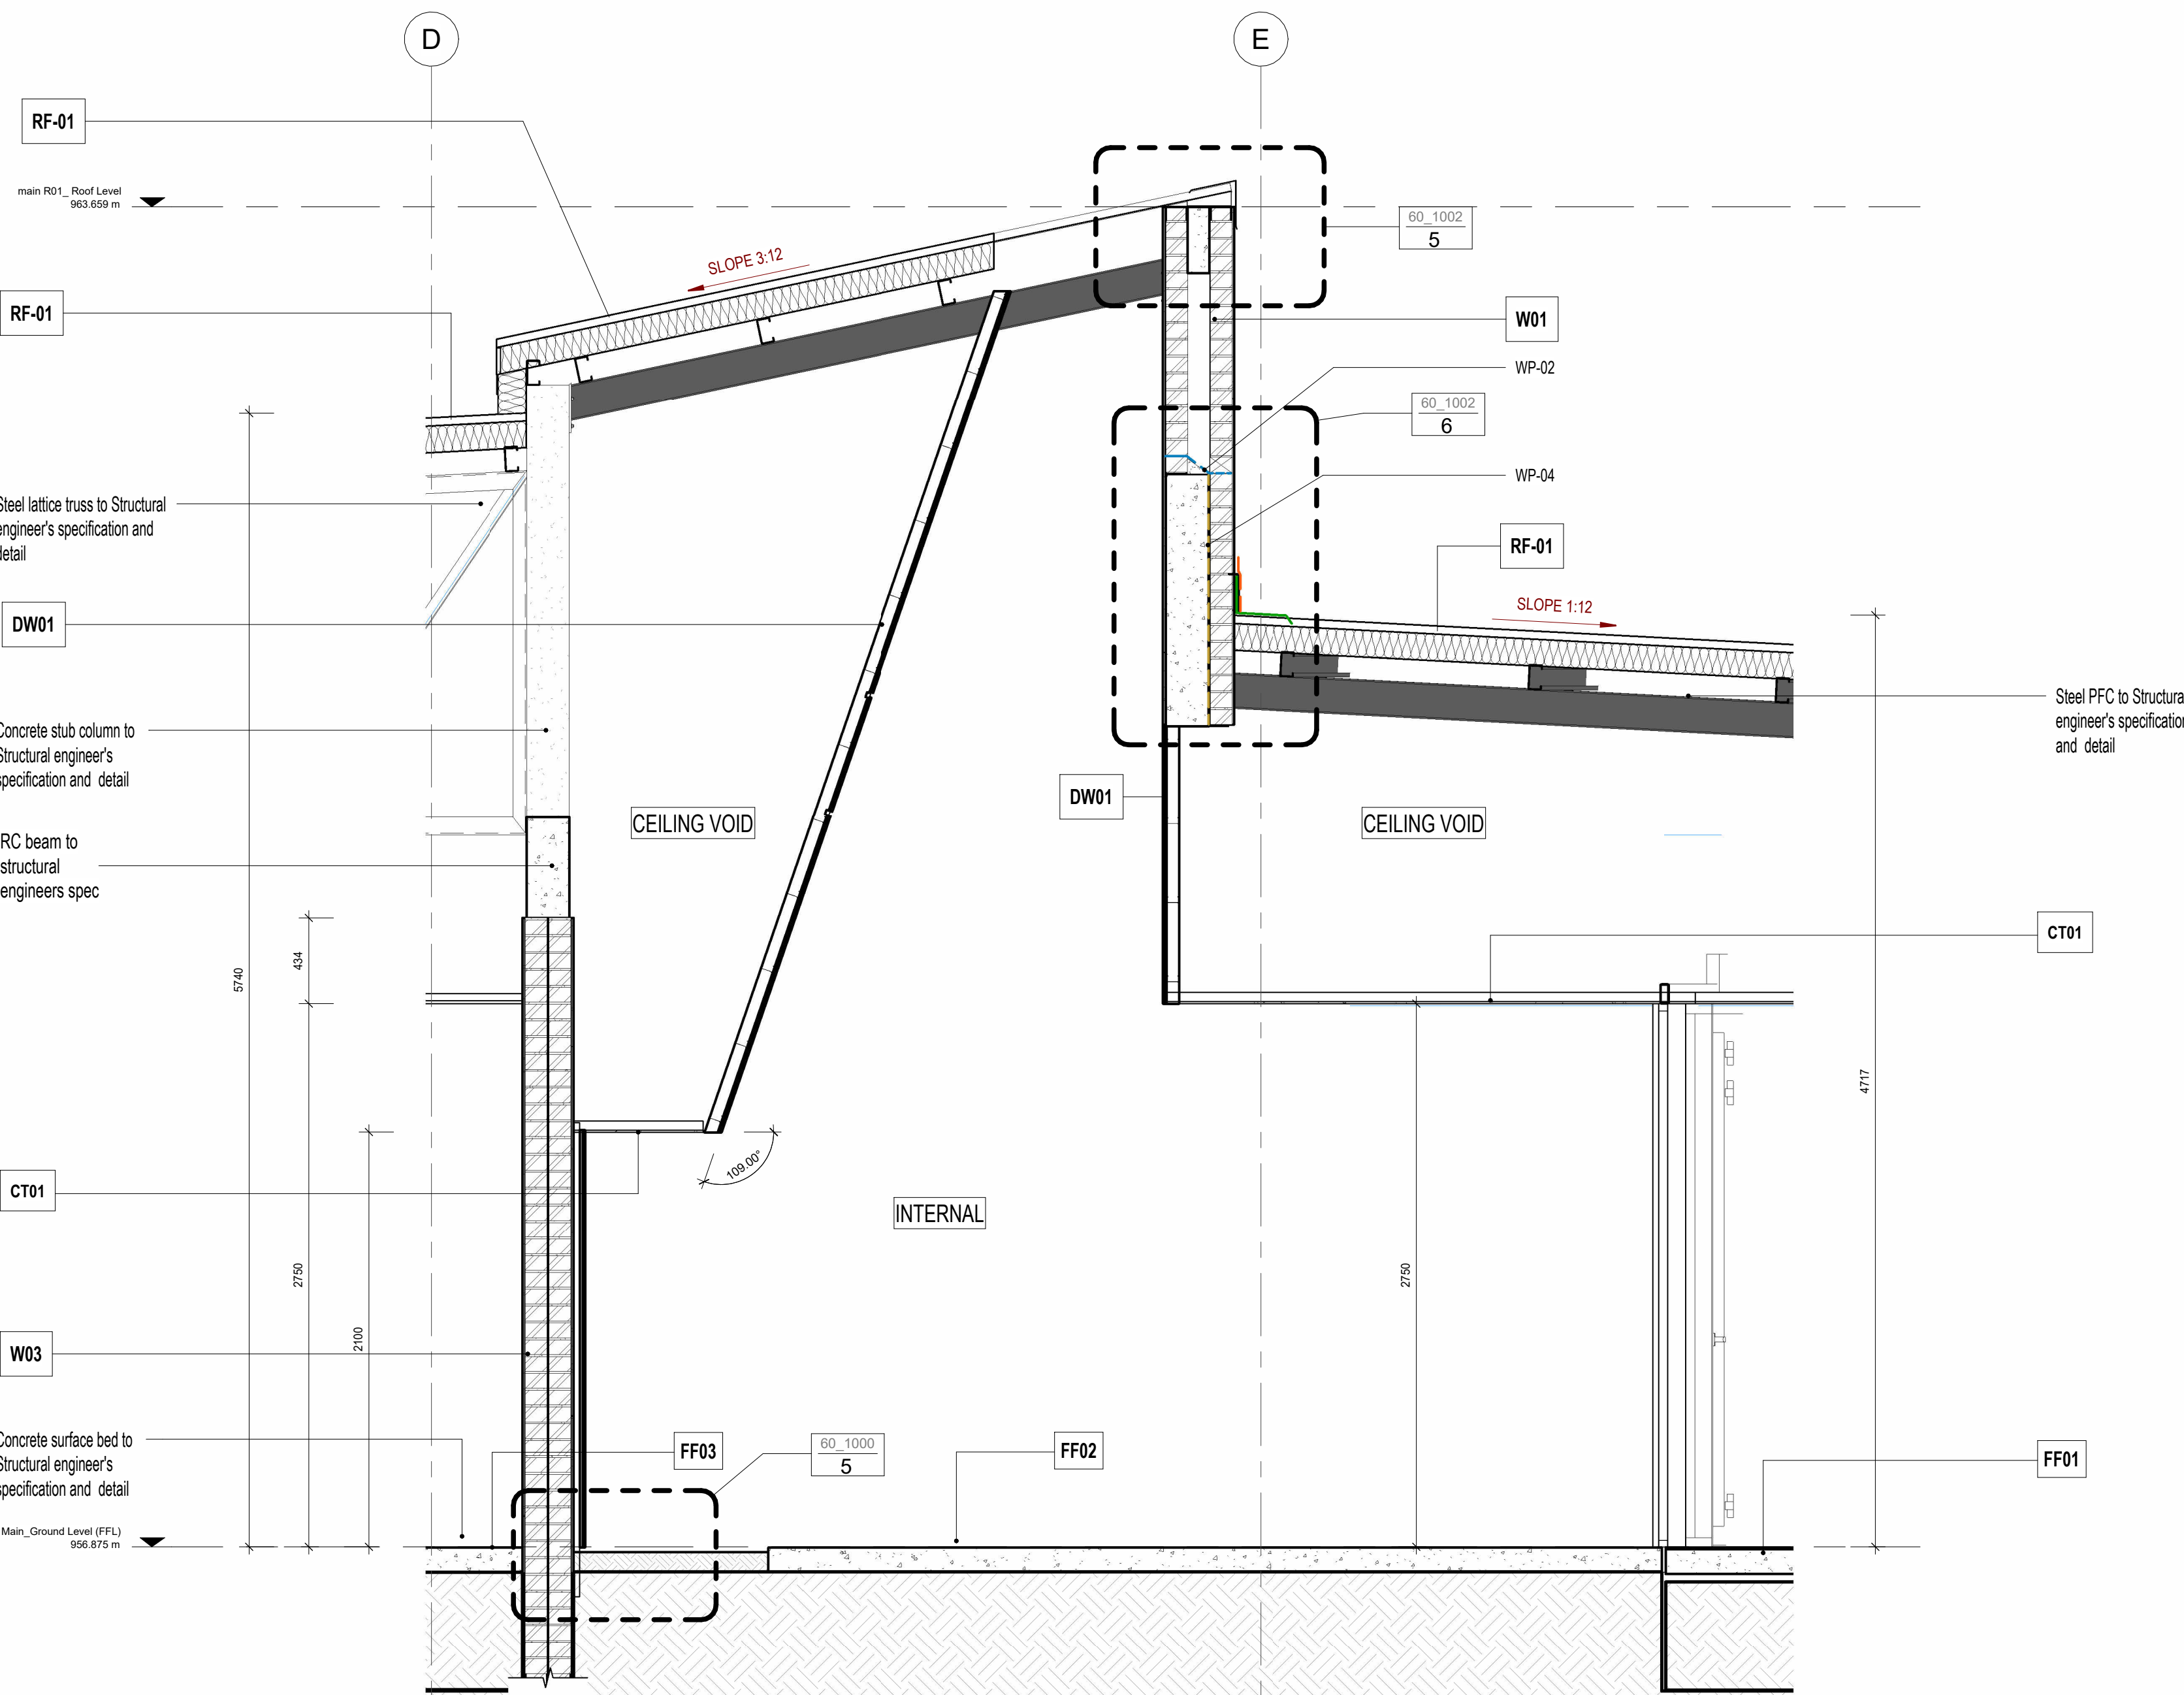 D
E
RF-01
main R01_ Roof Level
963.659 m
SLOPE 3:12
60_1002
5
RF-01
W01
WP-02
60_1002
6
WP-04
Steel lattice truss to Structural
engineer's specification and
detail
RF-01
SLOPE 1:12
DW01
Steel PFC to Structura
engineer's specification
and detail
Concrete stub column to
Structural engineer's
specification and detail
DW01
CEILING VOID
CEILING VOID
RC beam to
structural
engineers spec
CT01
434
5740
4717
109.00°
CT01
INTERNAL
2750
2750
2100
W03
Concrete surface bed to
Structural engineer's
specification and detail
FF03
60_1000
5
FF02
FF01
Main_Ground Level (FFL)
956.875 m